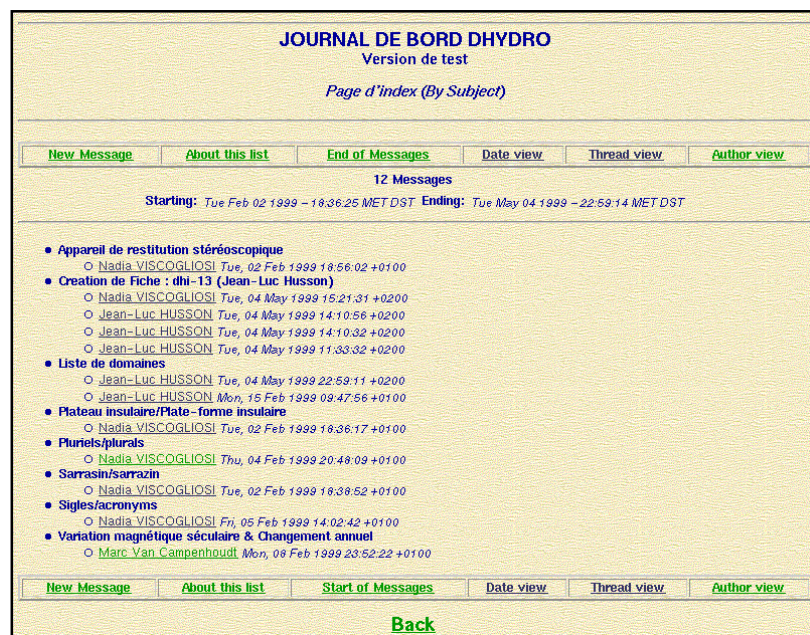 JOURNAL DE BORD DHYDRO
Version de test
Page d'index (By Subject)
New Message About this list End of Messages Date view Thread view Author view
12 Messages
Starting: Tue Feb 02 1999 - 18:36:25 MET DST Ending: Tue May 04 1999 - 22:59:14 MET DST
Appareil de restitution stéréoscopique
Nadia VISCOGLIOSI Tue, 02 Feb 1999 18:56:02 +0100
Creation de Fiche : dhi-13 (Jean-Luc Husson)
Nadia VISCOGLIOSI Tue, 04 May 1999 15:21:31 +0200
Jean-Luc HUSSON Tue, 04 May 1999 14:10:56 +0200
Jean-Luc HUSSON Tue, 04 May 1999 14:10:32 +0200
Jean-Luc HUSSON Tue, 04 May 1999 11:33:32 +0200
Liste de domaines
Jean-Luc HUSSON Tue, 04 May 1999 22:59:11 +0200
Jean-Luc HUSSON Mon, 15 Feb 1999 09:47:56 +0100
Plateau insulaire/Plate-forme insulaire
Nadia VISCOGLIOSI Tue, 02 Feb 1999 18:36:17 +0100
Pluriels/plurals
Nadia VISCOGLIOSI Thu, 04 Feb 1999 20:48:09 +0100
Sarrasin/sarrazin
Nadia VISCOGLIOSI Tue, 02 Feb 1999 18:38:52 +0100
Sigles/acronyms
Nadia VISCOGLIOSI Fri, 05 Feb 1999 14:02:42 +0100
Variation magnétique séculaire & Changement annuel
Marc Van Campenhoudt Mon, 08 Feb 1999 23:52:22 +0100
New Message About this list Start of Messages Date view Thread view Author view
Back